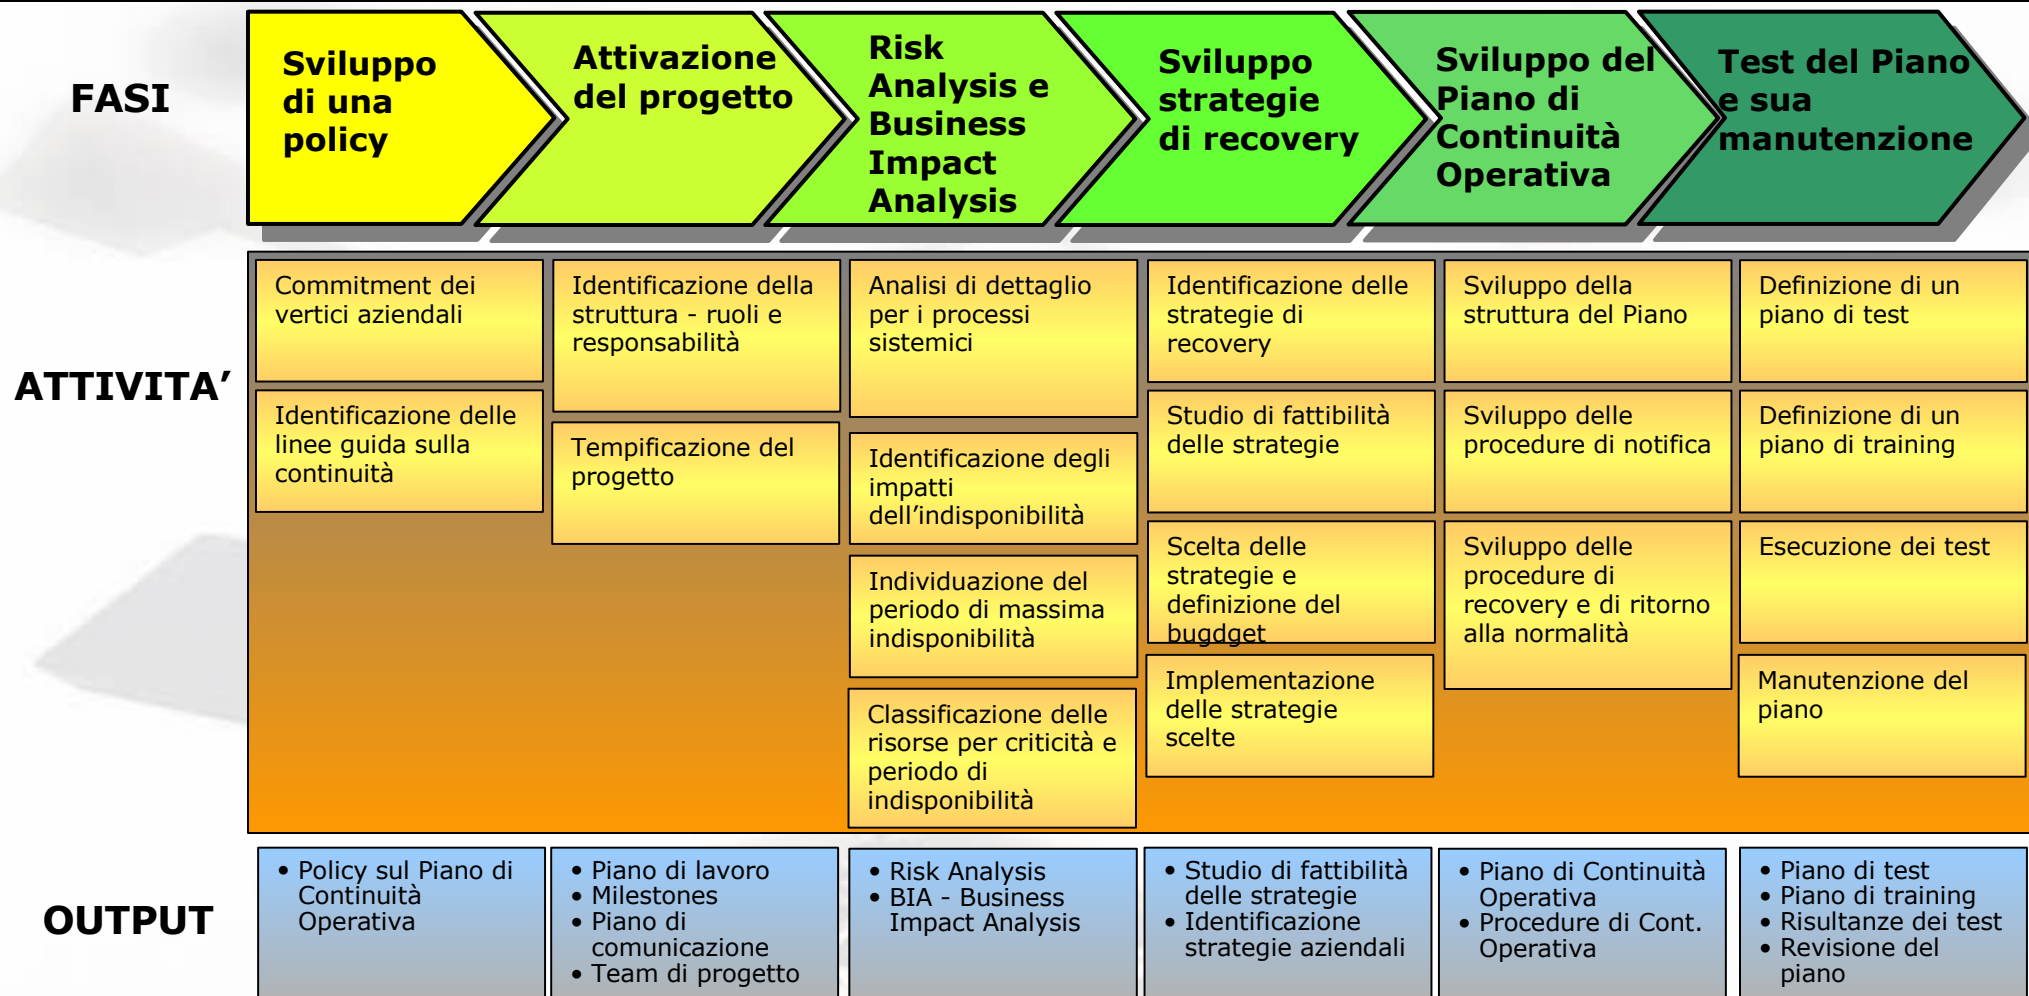 FASI
Sviluppo
di una
policy
Attivazione
del progetto
Risk
Analysis e
Business
Impact
Analysis
Sviluppo
strategie
di recovery
Sviluppo del
Piano di
Continuità
Operativa
Test del Piano
e sua
manutenzione
ATTIVITA’
Commitment dei
vertici aziendali
Identificazione delle
linee guida sulla
continuità
Identificazione della
struttura - ruoli e
responsabilità
Tempificazione del
progetto
Analisi di dettaglio
per i processi
sistemici
Identificazione degli
impatti
dell’indisponibilità
Individuazione del
periodo di massima
indisponibilità
Classificazione delle
risorse per criticità e
periodo di
indisponibilità
Identificazione delle
strategie di
recovery
Studio di fattibilità
delle strategie
Scelta delle
strategie e
definizione del
bugdget
Implementazione
delle strategie
scelte
Sviluppo della
struttura del Piano
Sviluppo delle
procedure di notifica
Sviluppo delle
procedure di
recovery e di ritorno
alla normalità
Definizione di un
piano di test
Definizione di un
piano di training
Esecuzione dei test
Manutenzione del
piano
OUTPUT
• Policy sul Piano di
Continuità
Operativa
• Piano di lavoro
• Milestones
• Piano di
comunicazione
• Team di progetto
• Risk Analysis
• BIA - Business
Impact Analysis
• Studio di fattibilità
delle strategie
• Identificazione
strategie aziendali
• Piano di Continuità
Operativa
• Procedure di Cont.
Operativa
• Piano di test
• Piano di training
• Risultanze dei test
• Revisione del
piano